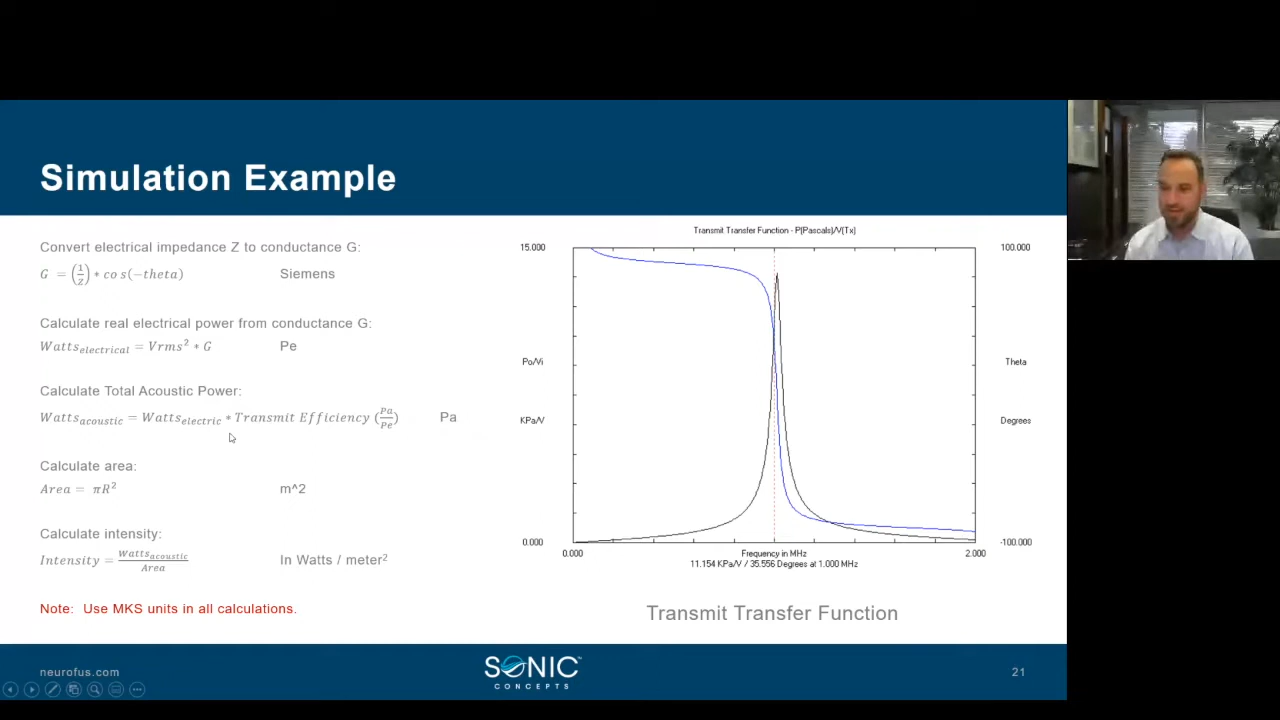 Simulation Example
Convert electrical impedance Z to conductance G:
G = (1/Z) * co s(−theta) Siemens
Calculate real electrical power from conductance G:
Watts_electrical = Vrms² * G Pe
Calculate Total Acoustic Power:
Watts_acoustic = Watts_electric * Transmit Efficiency (Pa/Pe) Pa
Calculate area:
Area = πR² m^2
Calculate intensity:
Intensity = Watts_acoustic/Area In Watts / meter²
Note: Use MKS units in all calculations.
Transmit Transfer Function - P(Pascals)/V(Tx)
15.000 100.000
Po/Vi Theta
KPa/V Degrees
0.000 -100.000
0.000 Frequency in MHz 2.000
11.154 KPa/V / 35.556 Degrees at 1.000 MHz
Transmit Transfer Function
neurofus.com
SONIC™
CONCEPTS
21